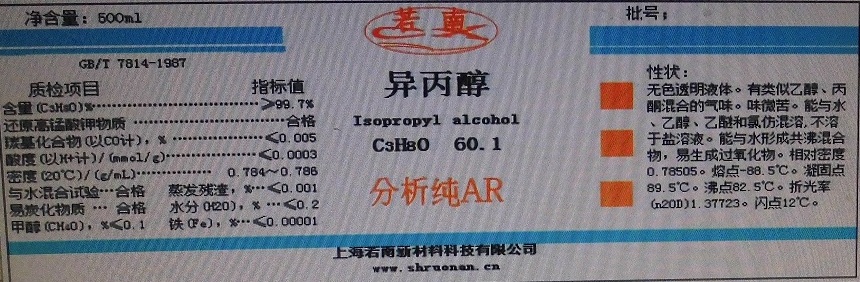 净含量：500ml
若南
批号：
GB/T 7814-1987
异丙醇
Isopropyl alcohol
C3H8O 60.1
分析纯AR
质检项目 指标值
含量(C3H8O)%……≥99.7%
还原高锰酸钾物质……合格
羰基化合物(以CO计)，%……≤0.005
酸度(以H+计)/(mmol/g)……≤0.0003
密度(20℃)/(g/mL)……0.784～0.786
与水混合试验…合格 蒸发残渣，%…≤0.001
易炭化物质…合格 水分(H2O)，%…≤0.2
甲醇(CH4O)，%≤0.1 铁(Fe)，%…≤0.00001
性状：
无色透明液体。有类似乙醇、丙
酮混合的气味。味微苦。能与水
、乙醇、乙醚和氯仿混溶,不溶
于盐溶液。能与水形成共沸混合
物，易生成过氧化物。相对密度
0.78505。熔点-88.5℃。凝固点
89.5℃。沸点82.5℃。折光率
(n20D)1.37723。闪点12℃。
上海若南新材料科技有限公司
www.shruonan.cn